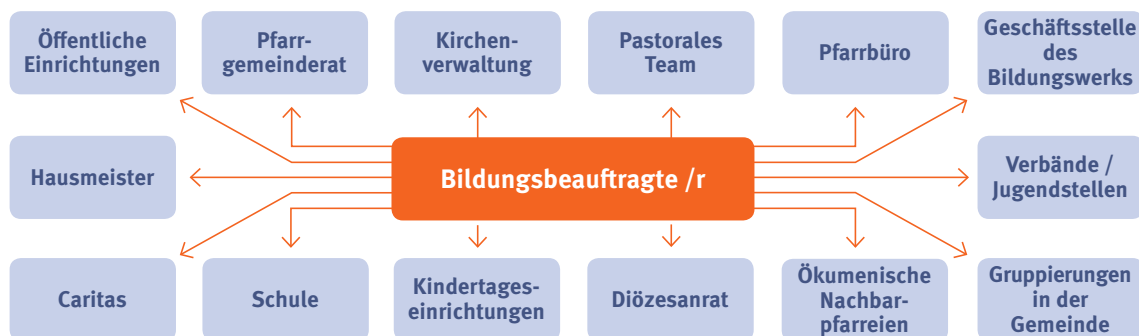 Öffentliche
Einrichtungen
Pfarr-
gemeinderat
Kirchen-
verwaltung
Pastorales
Team
Pfarrbüro
Geschäftsstelle
des
Bildungswerks
Hausmeister
Bildungsbeauftragte /r
Verbände /
Jugendstellen
Caritas
Schule
Kindertages-
einrichtungen
Diözesanrat
Ökumenische
Nachbar-
pfarreien
Gruppierungen
in der
Gemeinde